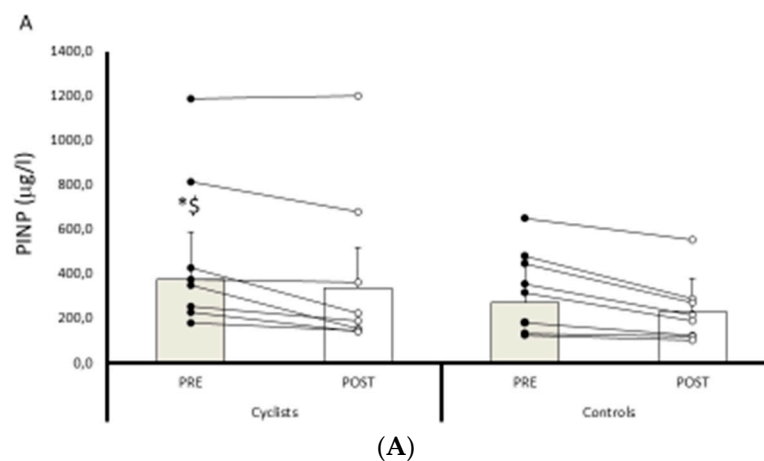 A
1400,0
1200,0
1000,0
800,0
600,0
400,0
200,0
0,0
PINP (µg/l)
*$
PRE POST PRE POST
Cyclists Controls
(A)